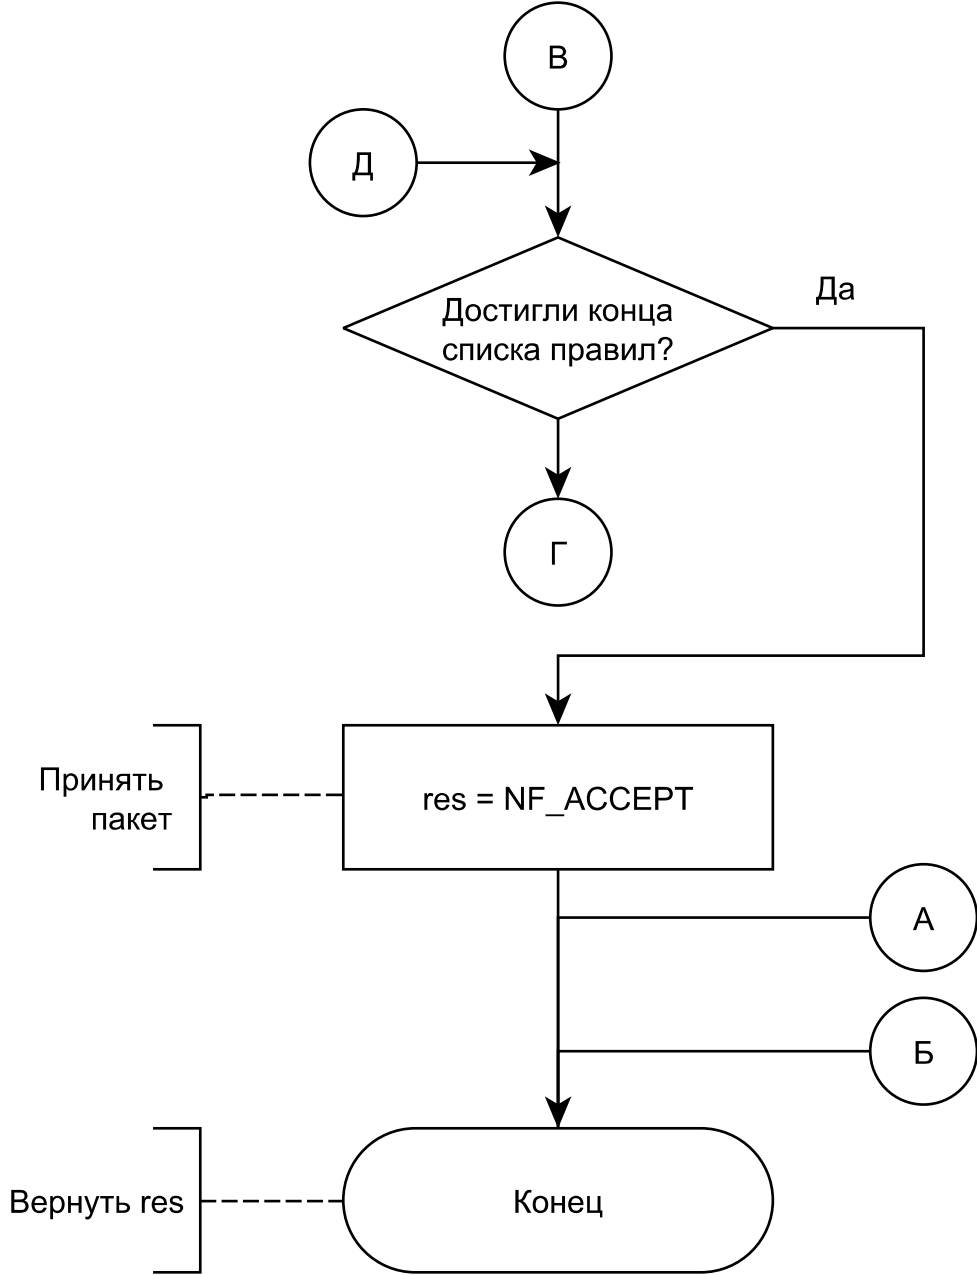 В
Д
Да
Достигли конца
списка правил?
Г
Принять
пакет
res = NF_ACCEPT
А
Б
Вернуть res
Конец